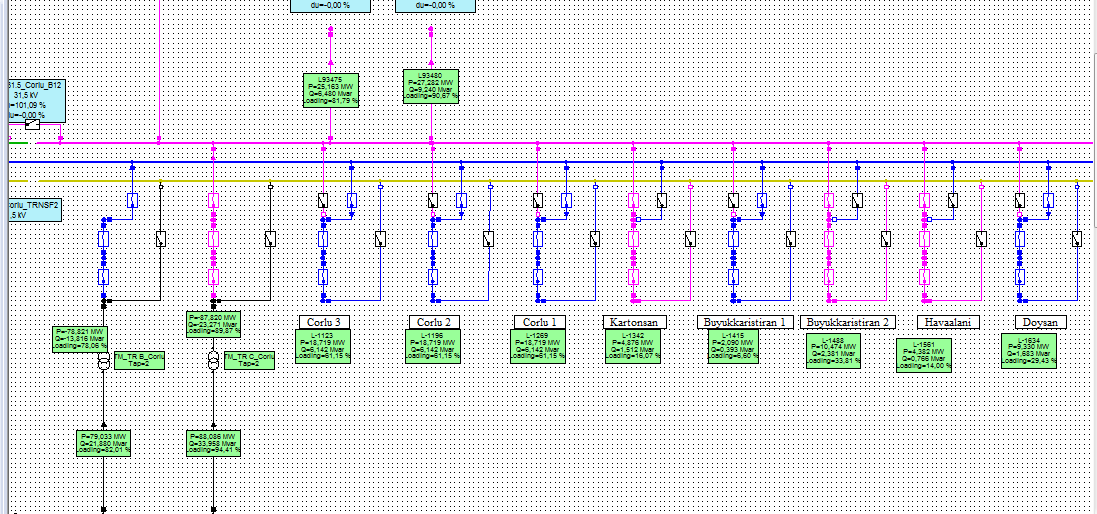 du=-0,00 %
du=-0,00 %
L93475
P=25,163 MW
Q=6,480 Mvar
Loading=81,79 %
L93480
P=27,282 MW
Q=9,240 Mvar
Loading=90,67 %
31.5_Corlu_B12
31,5 kV
u=101,09 %
du=-0,00 %
Corlu_TRNSF2
,5 kV
P=-78,821 MW
Q=-13,816 Mvar
Loading=78,06 %
TM_TR B_Corlu
Tap=2
P=79,033 MW
Q=21,880 Mvar
Loading=82,01 %
P=-87,820 MW
Q=-23,271 Mvar
Loading=89,87 %
TM_TR C_Corlu
Tap=2
P=88,086 MW
Q=33,958 Mvar
Loading=94,41 %
Corlu 3
L-1123
P=18,719 MW
Q=6,142 Mvar
Loading=61,15 %
Corlu 2
L-1196
P=18,719 MW
Q=6,142 Mvar
Loading=61,15 %
Corlu 1
L-1269
P=18,719 MW
Q=6,142 Mvar
Loading=61,15 %
Kartonsan
L-1342
P=4,876 MW
Q=1,512 Mvar
Loading=16,07 %
Buyukkaristiran 1
L-1415
P=2,090 MW
Q=0,393 Mvar
Loading=6,60 %
Buyukkaristiran 2
L-1488
P=10,474 MW
Q=2,381 Mvar
Loading=33,81 %
Havaalani
L-1561
P=4,382 MW
Q=0,766 Mvar
Loading=14,00 %
Doysan
L-1634
P=9,330 MW
Q=1,683 Mvar
Loading=29,43 %